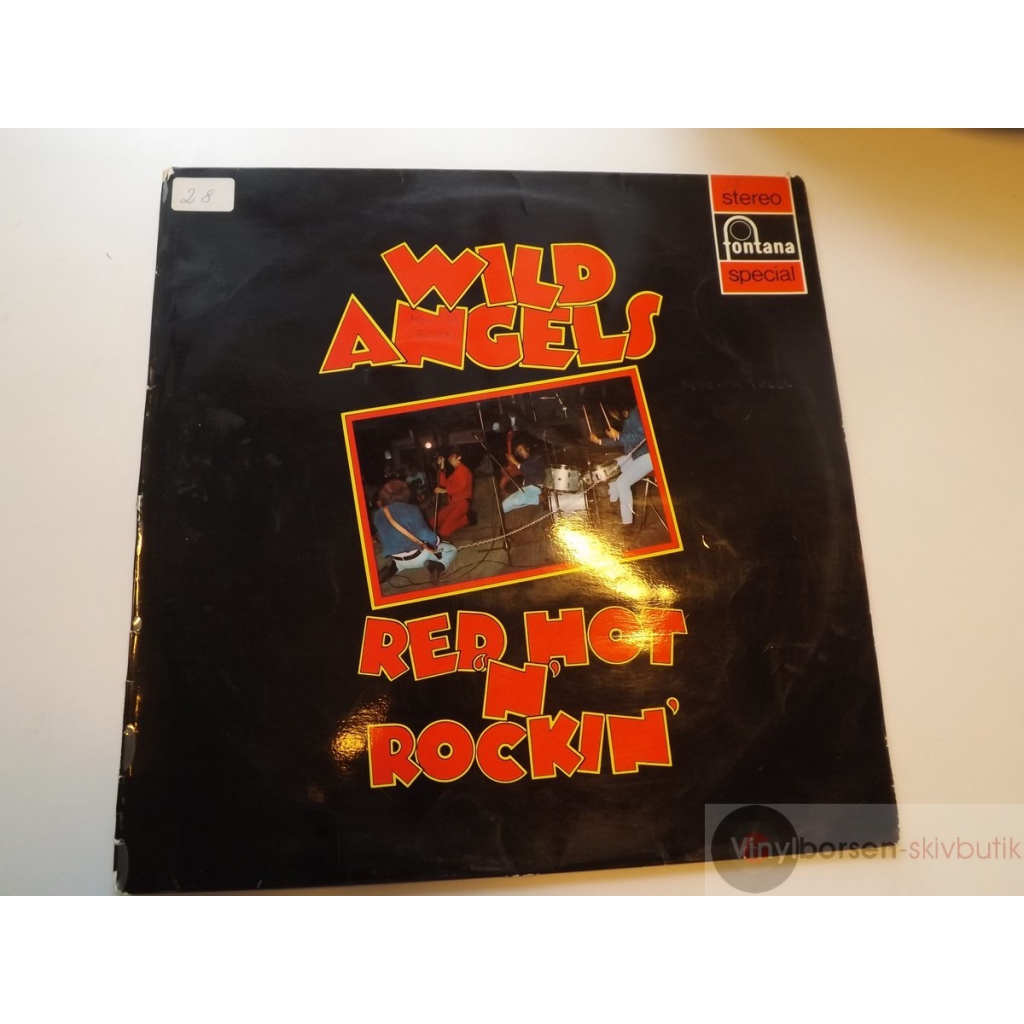 28
stereo
fontana
special
WILD
ANGELS
RED HOT
'N'
ROCKIN'
Vinylborsen-skivbutik